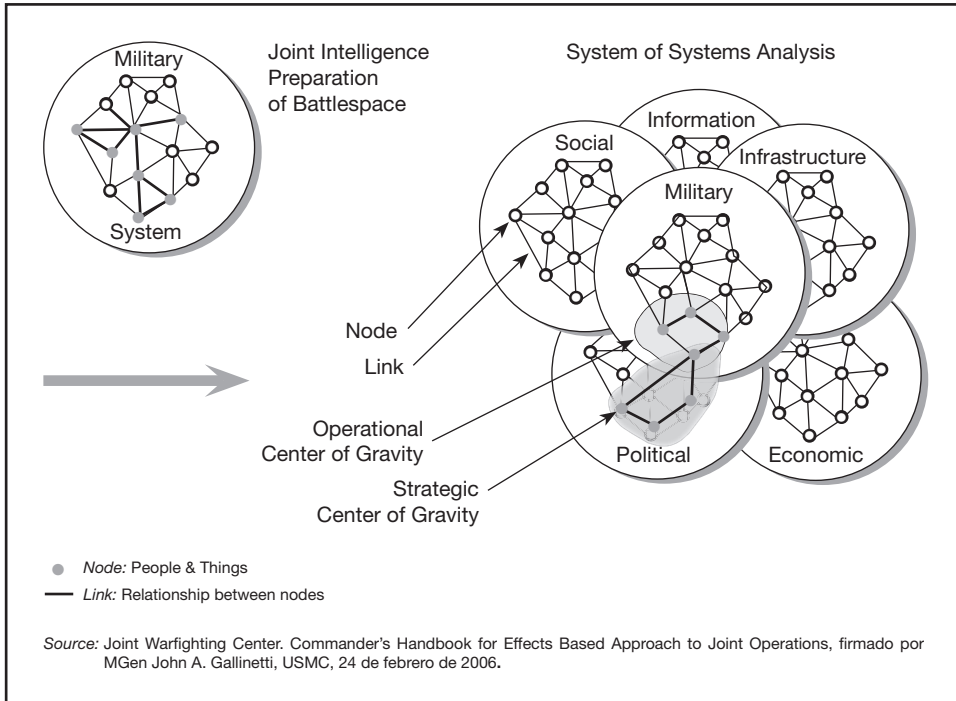 Military
System
Joint Intelligence
Preparation
of Battlespace
System of Systems Analysis
Information
Social
Infrastructure
Military
Node
Link
Operational
Center of Gravity
Strategic
Center of Gravity
Political
Economic
Node: People & Things
Link: Relationship between nodes
Source: Joint Warfighting Center. Commander's Handbook for Effects Based Approach to Joint Operations, firmado por
MGen John A. Gallinetti, USMC, 24 de febrero de 2006.